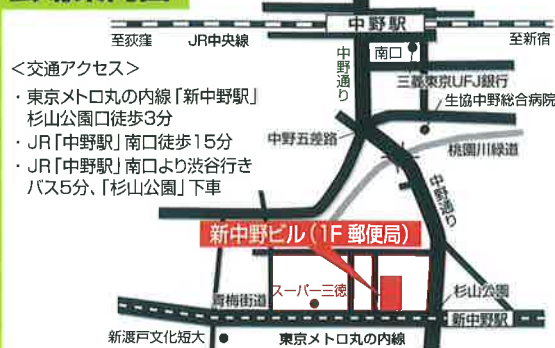 中野駅
至荻窪
JR中央線
南口
至新宿
中野通り
<交通アクセス>
三菱東京UFJ銀行
・東京メトロ丸の内線「新中野駅」
杉山公園口徒歩3分
生協中野総合病院
・JR「中野駅」南口徒歩15分
中野五差路
桃園川緑道
・JR「中野駅」南口より渋谷行き
バス5分、「杉山公園」下車
中野通り
新中野ビル(1F 郵便局)
スーパー三徳
青梅街道
杉山公園
新中野駅
新渡戸文化短大
東京メトロ丸の内線